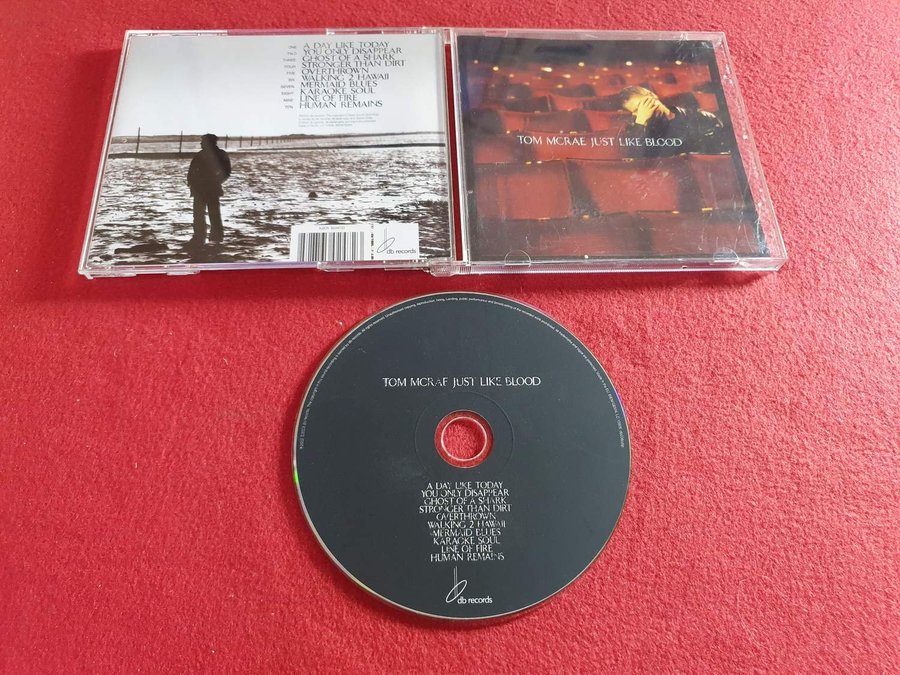 ONE A DAY LIKE TODAY
TWO YOU ONLY DISAPPEAR
THREE GHOST OF A SHARK
FOUR STRONGER THAN DIRT
FIVE OVERTHROWN
SIX WALKING 2 HAWAII
SEVEN MERMAID BLUES
EIGHT KARAOKE SOUL
NINE LINE OF FIRE
TEN HUMAN REMAINS
db records
TOM MCRAE JUST LIKE BLOOD
TOM MCRAE JUST LIKE BLOOD
A DAY LIKE TODAY
YOU ONLY DISAPPEAR
GHOST OF A SHARK
STRONGER THAN DIRT
OVERTHROWN
WALKING 2 HAWAII
MERMAID BLUES
KARAOKE SOUL
LINE OF FIRE
HUMAN REMAINS
db records